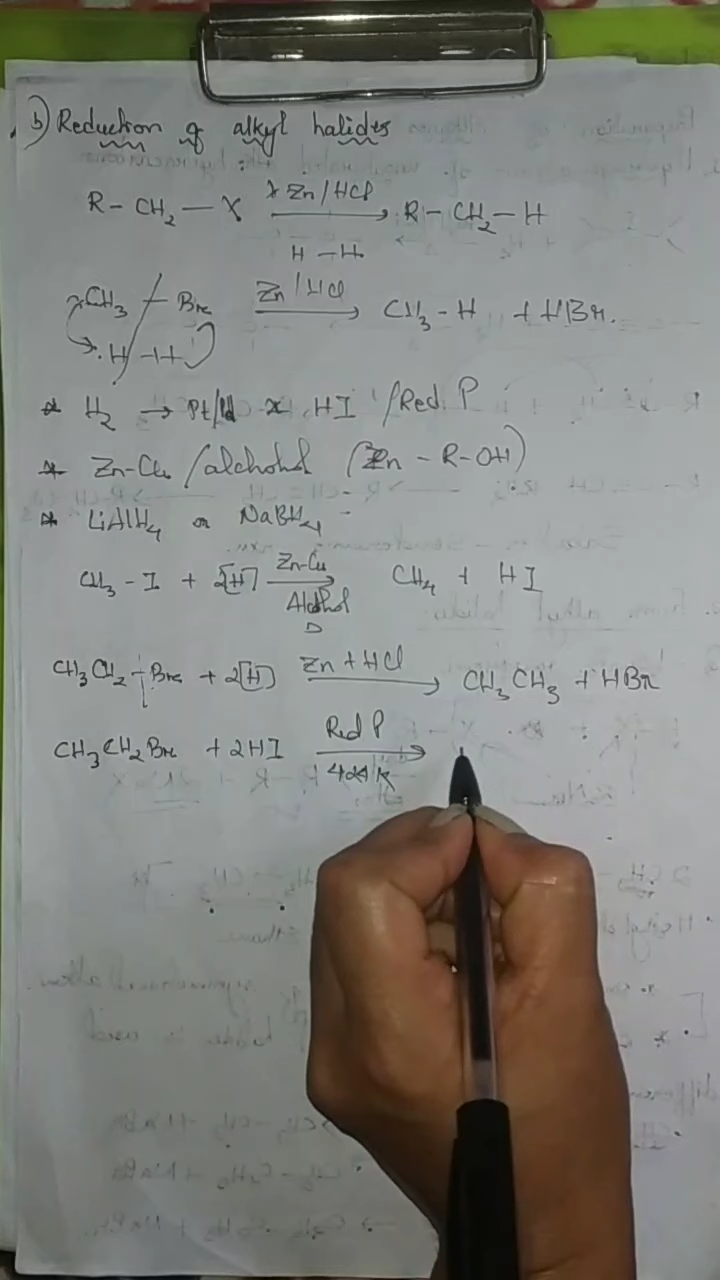 b) Reduction of alkyl halides
R - CH₂ - X Zn/HCl → R - CH₂ - H
H - H
CH₃ - Br Zn/HCl → CH₃ - H + HBr.
H - H
* H₂ → Pt/ HI / Red P
* Zn-Cu /alchohol (Zn - R-OH)
* LiAlH₄ or NaBH₄
CH₃ - I + 2[H] Zn-Cu → CH₄ + HI
Alcohol
Δ
CH₃CH₂ - Br + 2[H] Zn + HCl → CH₃CH₃ + HBr
CH₃CH₂Br + 2HI Red P →